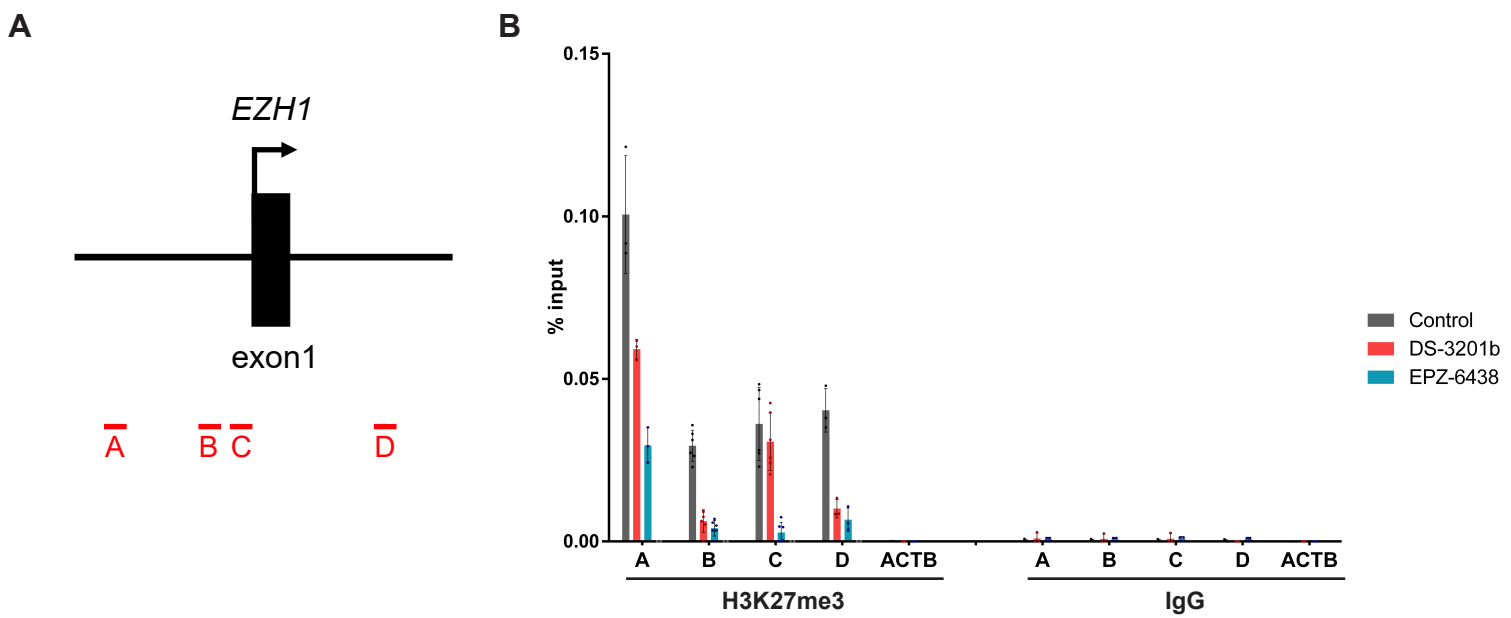 A
EZH1
exon1
A B C D
B
% input
0.15
0.10
0.05
0.00
A B C D ACTB A B C D ACTB
H3K27me3 IgG
Control
DS-3201b
EPZ-6438